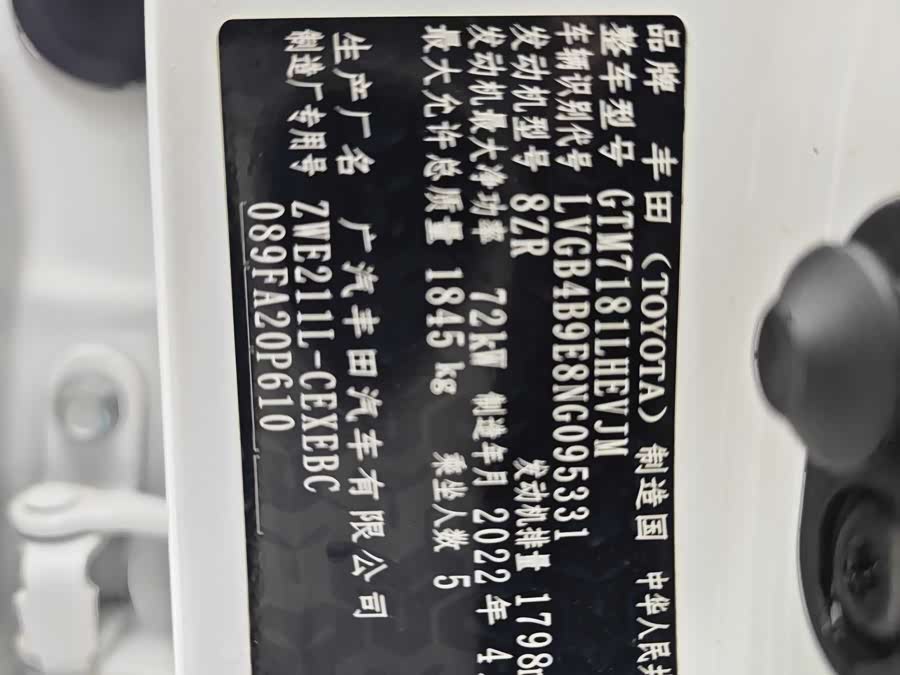 品牌 丰田（TOYOTA） 制造国 中华人民共
整车型号 GTM7181LHEVJM
车辆识别代号 LVGB4B9E8NG095331
发动机型号 8ZR 发动机排量 1798
发动机最大净功率 72kW 制造年月 2022年4
最大允许总质量 1845 kg 乘坐人数 5
生产厂名 广汽丰田汽车有限公司
制造厂专用号 ZWE211L-CEXEBC
089FA20P610